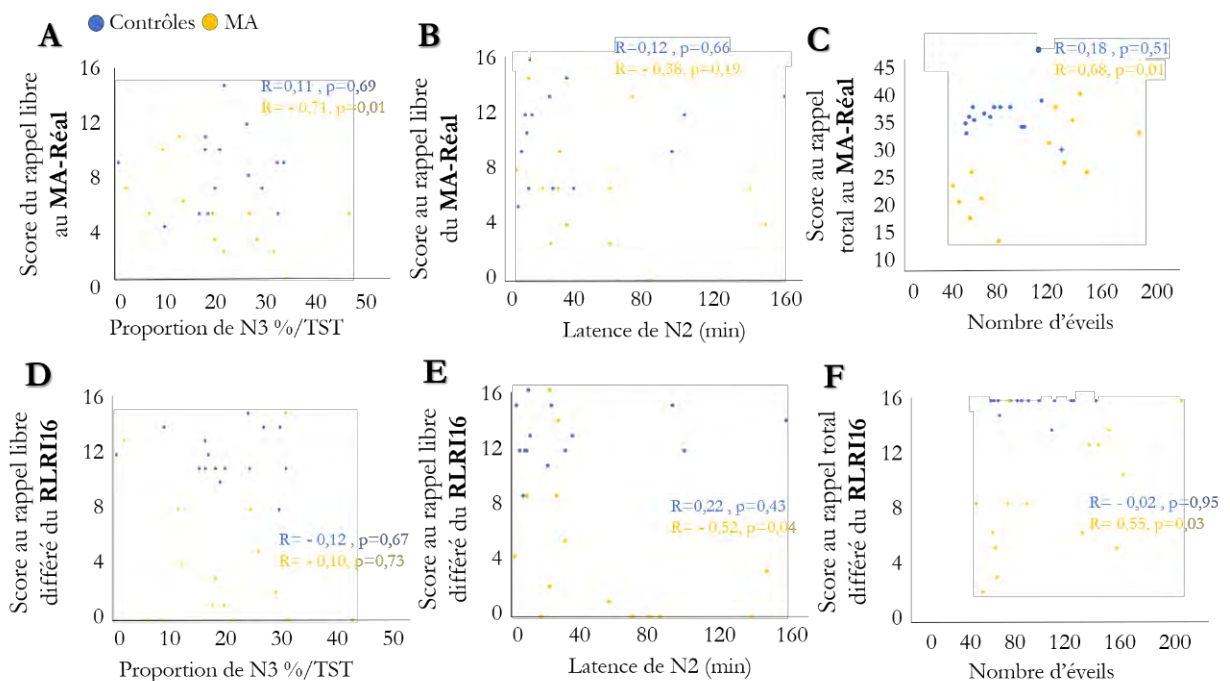 Contrôles MA
A
Score du rappel libre
au MA-Réal
16
12
8
4
0
0 10 20 30 40 50
Proportion de N3 %/TST
R=0,11 , p=0,69
R= - 0,71, p=0,01
B
Score au rappel libre
du MA-Réal
16
12
8
4
0
0 40 80 120 160
Latence de N2 (min)
R=0,12 , p=0,66
R= - 0,38, p=0,19
C
Score au rappel
total au MA-Réal
45
40
35
30
25
20
15
10
0 40 80 120 160 200
Nombre d'éveils
R=0,18 , p=0,51
R=0,68, p=0,01
D
Score au rappel libre
différé du RLRI16
16
12
8
4
0
0 10 20 30 40 50
Proportion de N3 %/TST
R= - 0,12 , p=0,67
R= - 0,10, p=0,73
E
Score au rappel libre
différé du RLRI16
16
12
8
4
0
0 40 80 120 160
Latence de N2 (min)
R=0,22 , p=0,43
R= - 0,52, p=0,04
F
Score au rappel total
différé du RLRI16
16
12
8
4
0
0 40 80 120 160 200
Nombre d'éveils
R= - 0,02 , p=0,95
R= 0,55, p=0,03